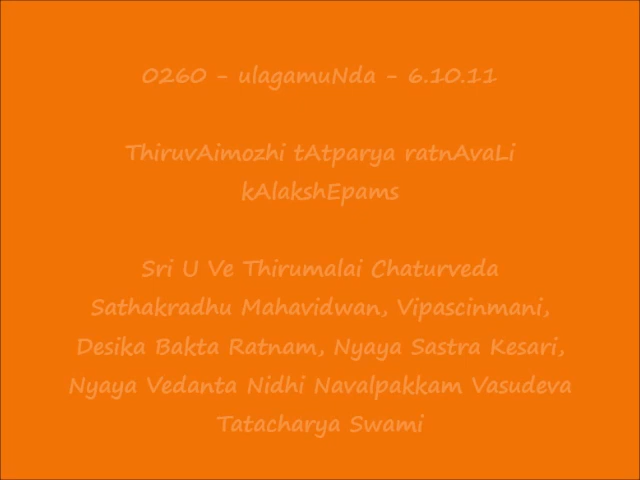 0260 - ulagamuNda - 6.10.11
ThiruvAimozhi tAtparya ratnAvaLi
kAlakshEpams
Sri U Ve Thirumalai Chaturveda
Sathakradhu Mahavidwan, Vipascinmani,
Desika Bakta Ratnam, Nyaya Sastra Kesari,
Nyaya Vedanta Nidhi Navalpakkam Vasudeva
Tatacharya Swami